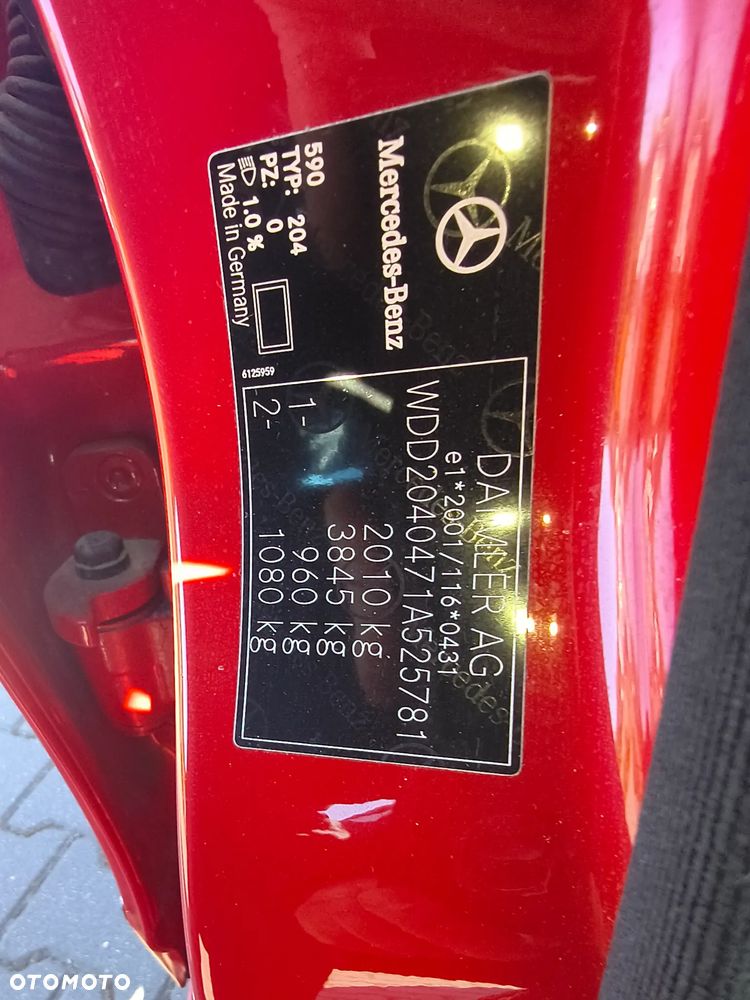 Mercedes-Benz
590
TYP: 204
PZ: 0
1.0 %
Made in Germany
6125959
DAIMLER AG
e1*2001/116*0431
WDD2040471A525781
2010 kg
3845 kg
1- 960 kg
2- 1080 kg
OTOMOTO